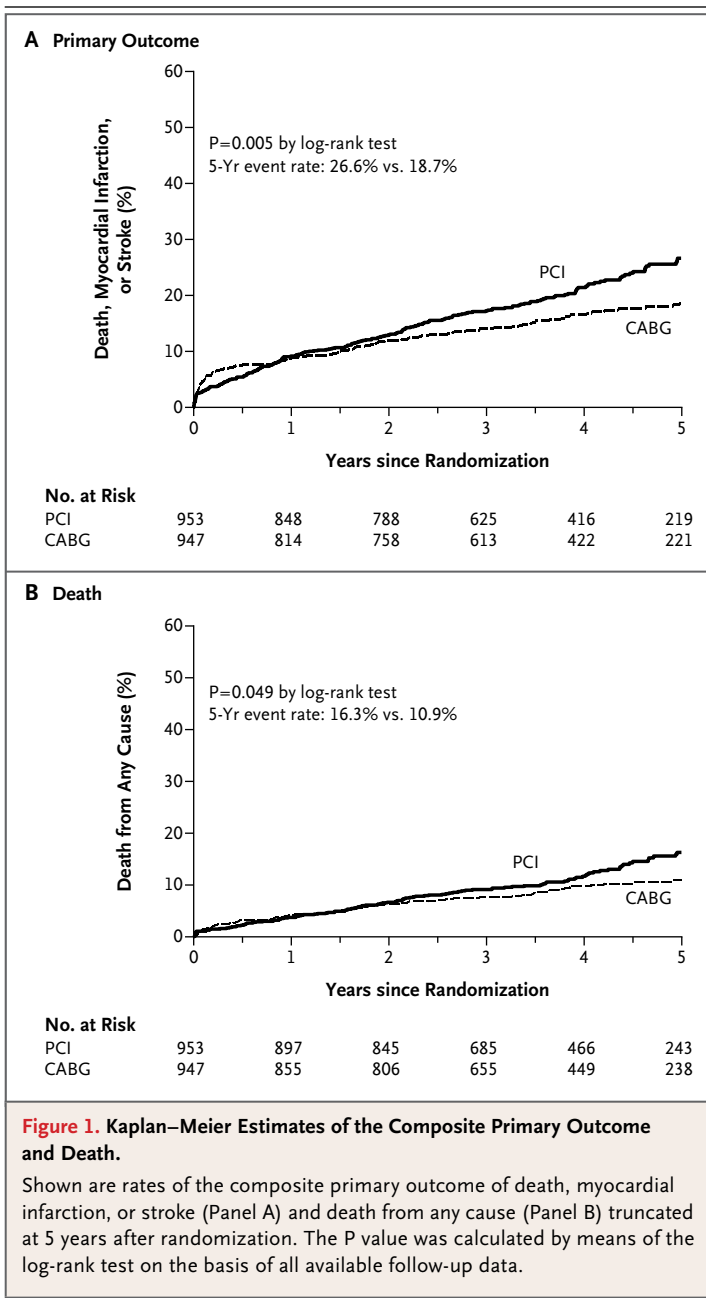 A Primary Outcome
60
50
40
30
20
10
0
Death, Myocardial Infarction,
or Stroke (%)
P=0.005 by log-rank test
5-Yr event rate: 26.6% vs. 18.7%
PCI
CABG
0 1 2 3 4 5
Years since Randomization
No. at Risk
PCI 953 848 788 625 416 219
CABG 947 814 758 613 422 221
B Death
60
50
40
30
20
10
0
Death from Any Cause (%)
P=0.049 by log-rank test
5-Yr event rate: 16.3% vs. 10.9%
PCI
CABG
0 1 2 3 4 5
Years since Randomization
No. at Risk
PCI 953 897 845 685 466 243
CABG 947 855 806 655 449 238
Figure 1. Kaplan–Meier Estimates of the Composite Primary Outcome
and Death.
Shown are rates of the composite primary outcome of death, myocardial
infarction, or stroke (Panel A) and death from any cause (Panel B) truncated
at 5 years after randomization. The P value was calculated by means of the
log-rank test on the basis of all available follow-up data.